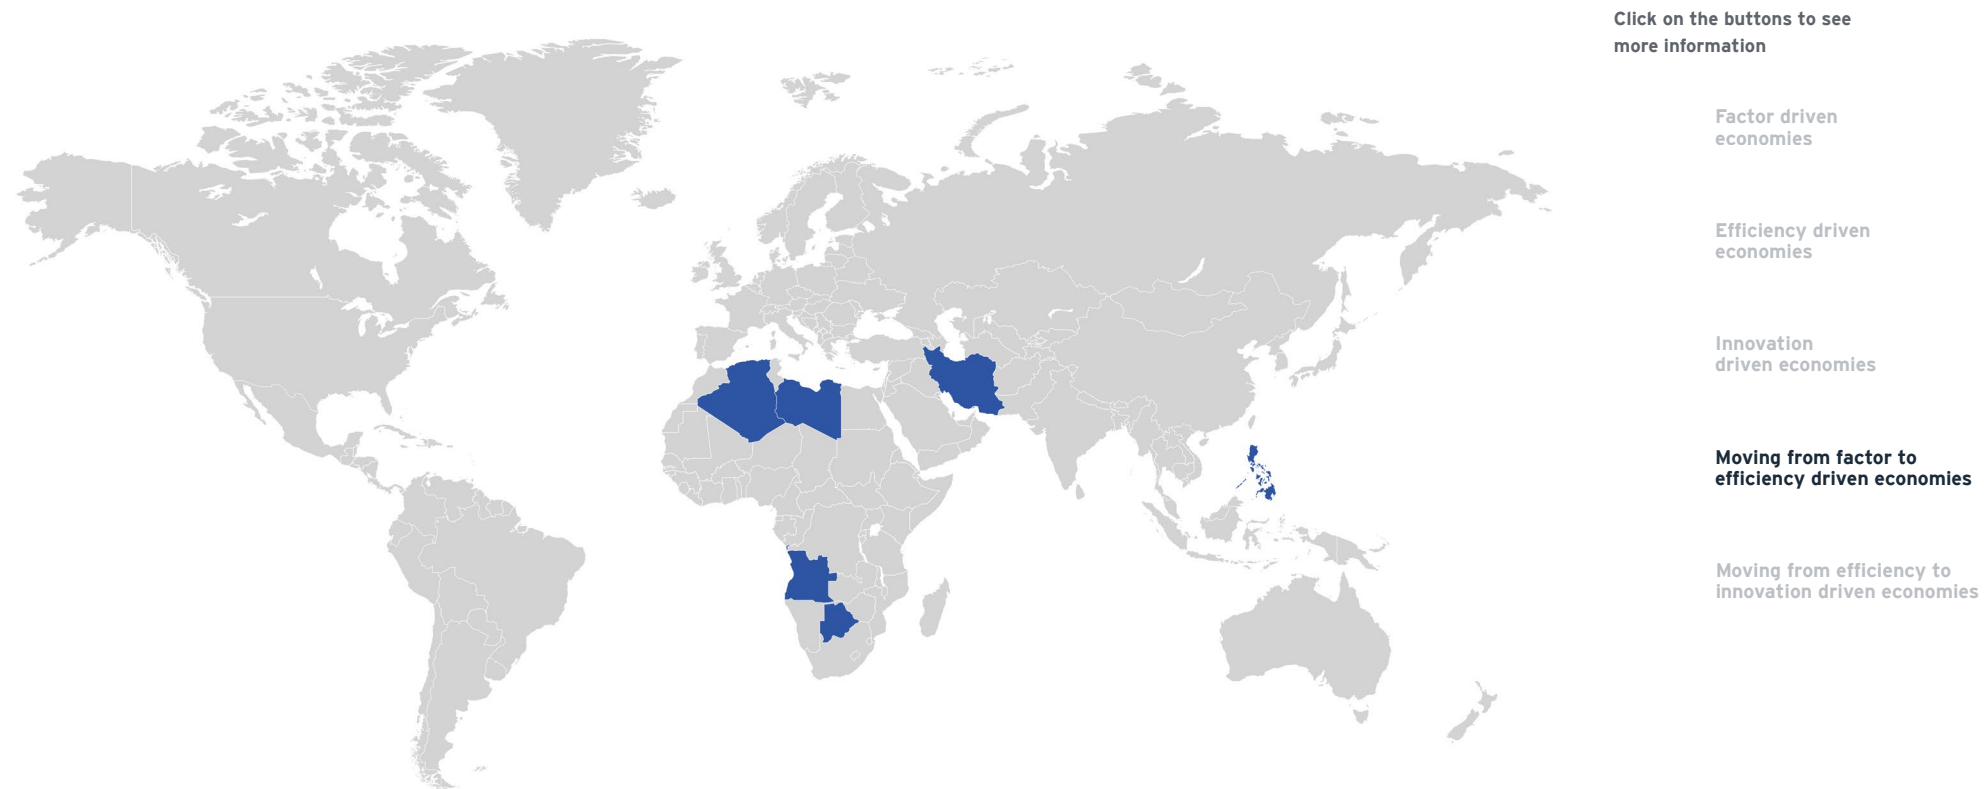 Click on the buttons to see
more information
Factor driven
economies
Efficiency driven
economies
Innovation
driven economies
Moving from factor to
efficiency driven economies
Moving from efficiency to
innovation driven economies